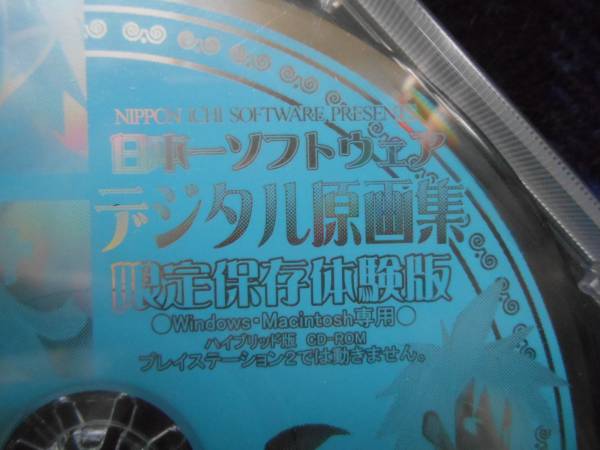 NIPPON ICHI SOFTWARE PRESENTS
日本一ソフトウェア
デジタル原画集
限定保存体験版
●Windows・Macintosh専用●
ハイブリッド版 CD-ROM
プレイステーション2では動きません。